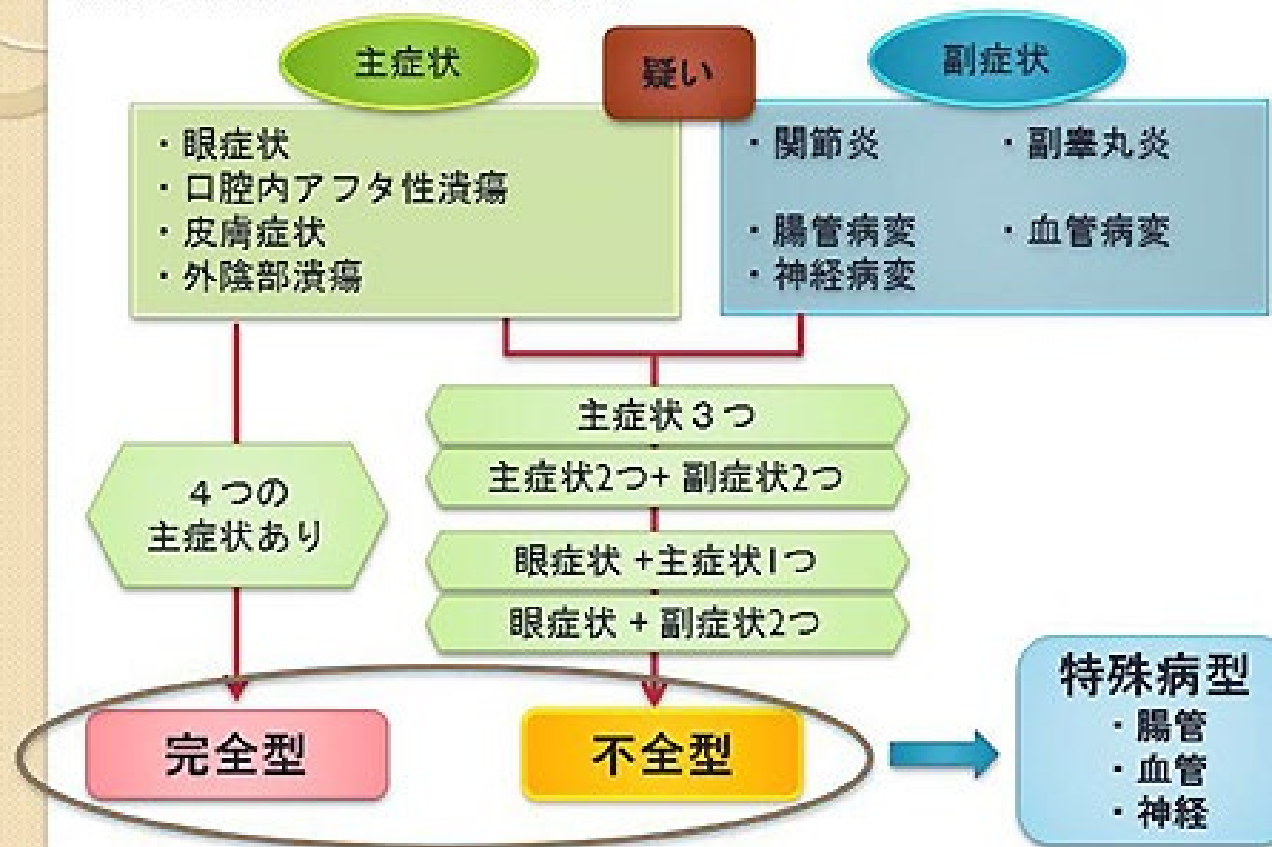 主症状
疑い
副症状
・眼症状
・口腔内アフタ性潰瘍
・皮膚症状
・外陰部潰瘍
・関節炎
・副睾丸炎
・腸管病変
・血管病変
・神経病変
4つの
主症状あり
主症状3つ
主症状2つ+ 副症状2つ
眼症状 +主症状1つ
眼症状 + 副症状2つ
完全型
不全型
特殊病型
・腸管
・血管
・神経